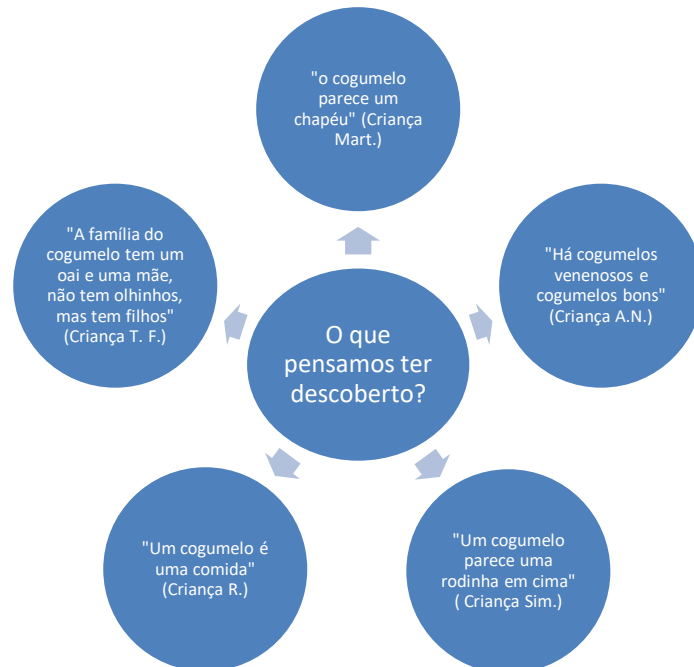 "o cogumelo
parece um
chapéu" (Criança
Mart.)
"A família do
cogumelo tem um
oai e uma mãe,
não tem olhinhos,
mas tem filhos"
(Criança T. F.)
"Há cogumelos
venenosos e
cogumelos bons"
(Criança A.N.)
O que
pensamos ter
descoberto?
"Um cogumelo é
uma comida"
(Criança R.)
"Um cogumelo
parece uma
rodinha em cima"
( Criança Sim.)